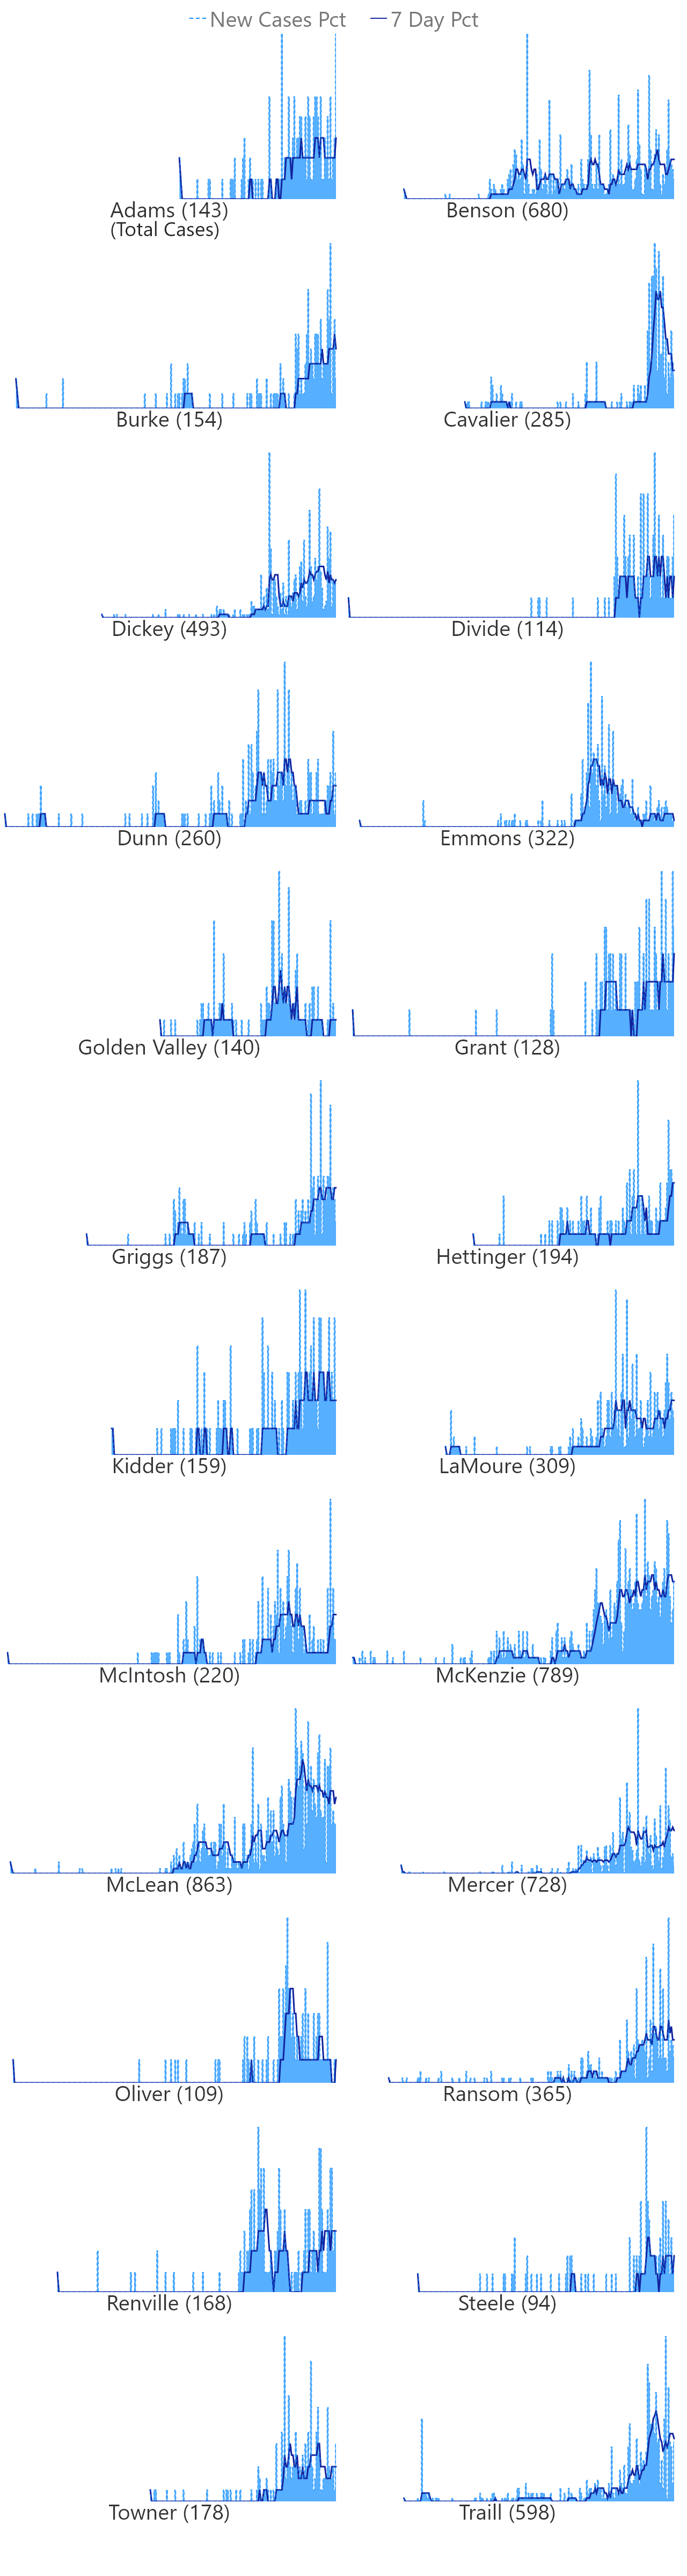 New Cases Pct 7 Day Pct
Adams (143) Benson (680)
(Total Cases)
Burke (154) Cavalier (285)
Dickey (493) Divide (114)
Dunn (260) Emmons (322)
Golden Valley (140) Grant (128)
Griggs (187) Hettinger (194)
Kidder (159) LaMoure (309)
McIntosh (220) McKenzie (789)
McLean (863) Mercer (728)
Oliver (109) Ransom (365)
Renville (168) Steele (94)
Towner (178) Traill (598)